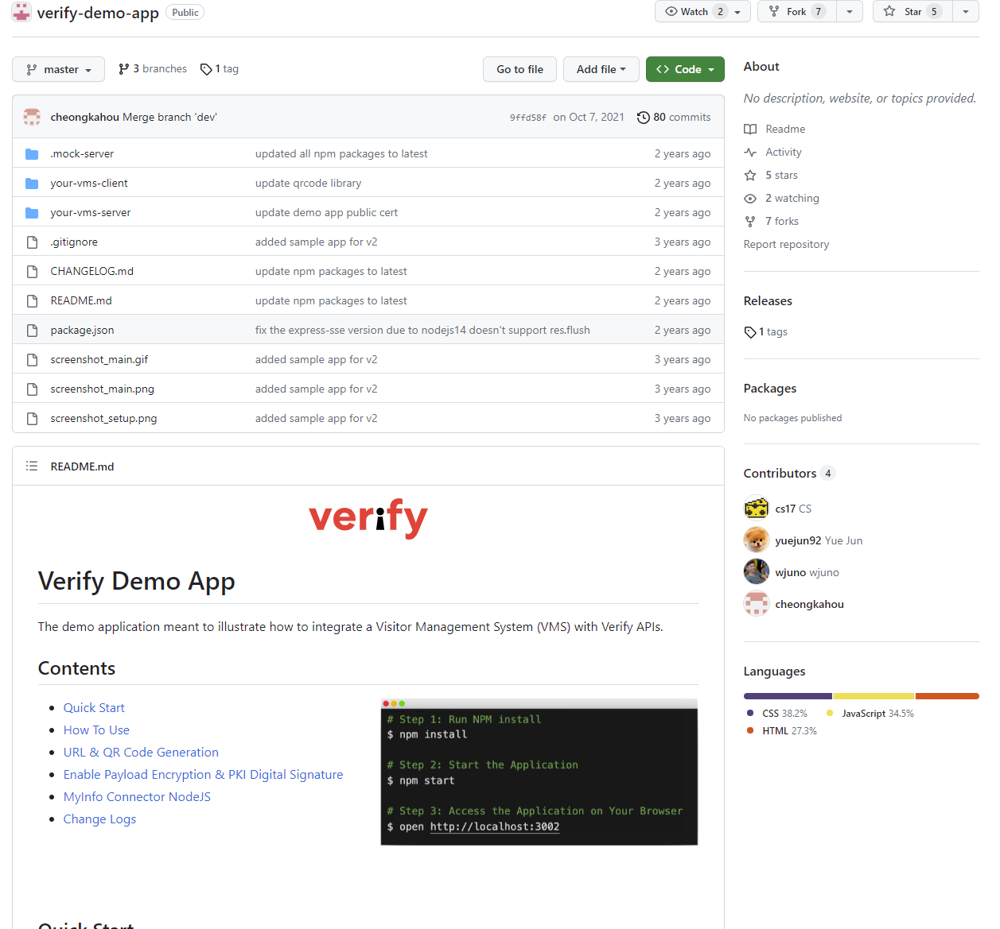 verify-demo-app Public
Watch 2 Fork 7 Star 5
master 3 branches 1 tag Go to file Add file <> Code
cheongkahou Merge branch 'dev' 9ffd58f on Oct 7, 2021 80 commits
.mock-server updated all npm packages to latest 2 years ago
your-vms-client update qrcode library 2 years ago
your-vms-server update demo app public cert 2 years ago
.gitignore added sample app for v2 3 years ago
CHANGELOG.md update npm packages to latest 2 years ago
README.md update npm packages to latest 2 years ago
package.json fix the express-sse version due to nodejs14 doesn't support res.flush 2 years ago
screenshot_main.gif added sample app for v2 3 years ago
screenshot_main.png added sample app for v2 3 years ago
screenshot_setup.png added sample app for v2 3 years ago
README.md
verify
Verify Demo App
The demo application meant to illustrate how to integrate a Visitor Management System (VMS) with Verify APIs.
Contents
Quick Start
How To Use
URL & QR Code Generation
Enable Payload Encryption & PKI Digital Signature
MyInfo Connector NodeJS
Change Logs
# Step 1: Run NPM install
$ npm install
# Step 2: Start the Application
$ npm start
# Step 3: Access the Application on Your Browser
$ open http://localhost:3002
Quick Start
About
No description, website, or topics provided.
Readme
Activity
5 stars
2 watching
7 forks
Report repository
Releases
1 tags
Packages
No packages published
Contributors 4
cs17 CS
yuejun92 Yue Jun
wjuno wjuno
cheongkahou
Languages
CSS 38.2% JavaScript 34.5%
HTML 27.3%